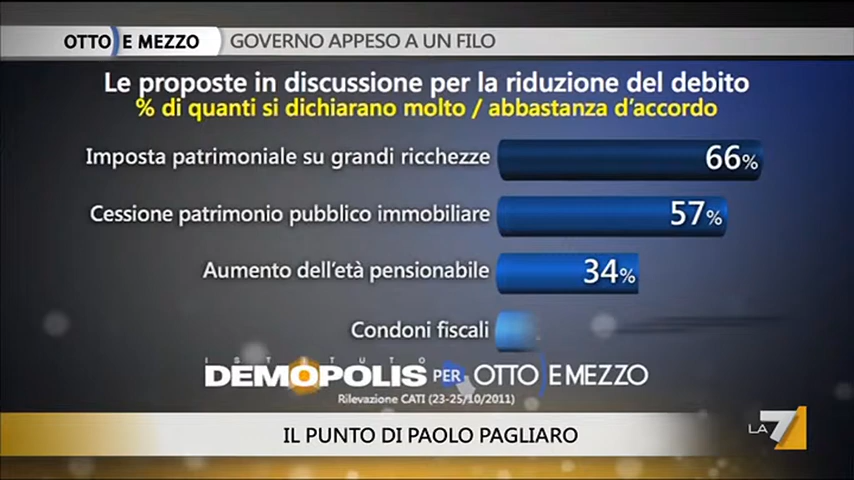 OTTO E MEZZO GOVERNO APPESO A UN FILO
Le proposte in discussione per la riduzione del debito
% di quanti si dichiarano molto / abbastanza d'accordo
Imposta patrimoniale su grandi ricchezze 66%
Cessione patrimonio pubblico immobiliare 57%
Aumento dell'età pensionabile 34%
Condoni fiscali
ISTITUTO
DEMOPOLIS PER OTTO E MEZZO
Rilevazione CATI (23-25/10/2011)
IL PUNTO DI PAOLO PAGLIARO
LA7